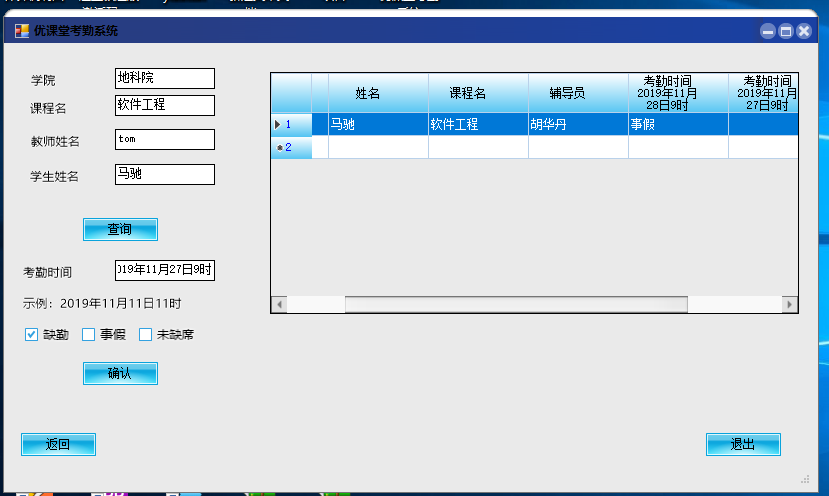 优课堂考勤系统
学院
地科院
课程名
软件工程
教师姓名
tom
学生姓名
马驰
查询
考勤时间
019年11月27日9时
示例：2019年11月11日11时
缺勤
事假
未缺席
确认
返回
姓名
课程名
辅导员
考勤时间
2019年11月
28日9时
考勤时间
2019年11月
27日9时
1
马驰
软件工程
胡华丹
事假
2
退出